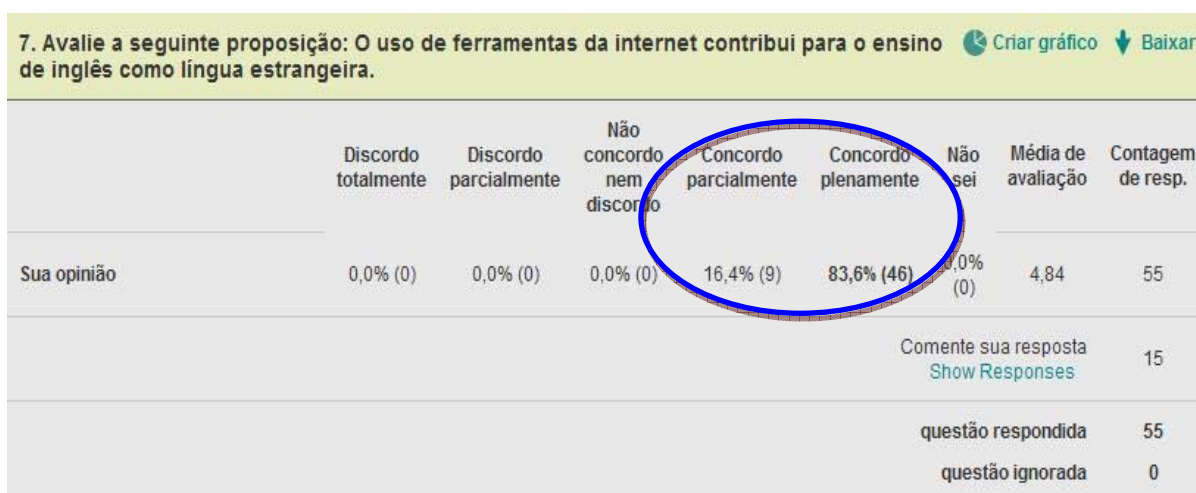 7. Avalie a seguinte proposição: O uso de ferramentas da internet contribui para o ensino de inglês como língua estrangeira.
Criar gráfico Baixar
Discordo totalmente
Discordo parcialmente
Não concordo nem discordo
Concordo parcialmente
Concordo plenamente
Não sei
Média de avaliação
Contagem de resp.
Sua opinião 0,0% (0) 0,0% (0) 0,0% (0) 16,4% (9) 83,6% (46) 0,0% (0) 4,84 55
Comente sua resposta
Show Responses 15
questão respondida 55
questão ignorada 0